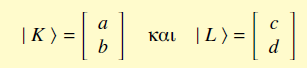 | K ⟩ = [ a b ] και | L ⟩ = [ c d ]